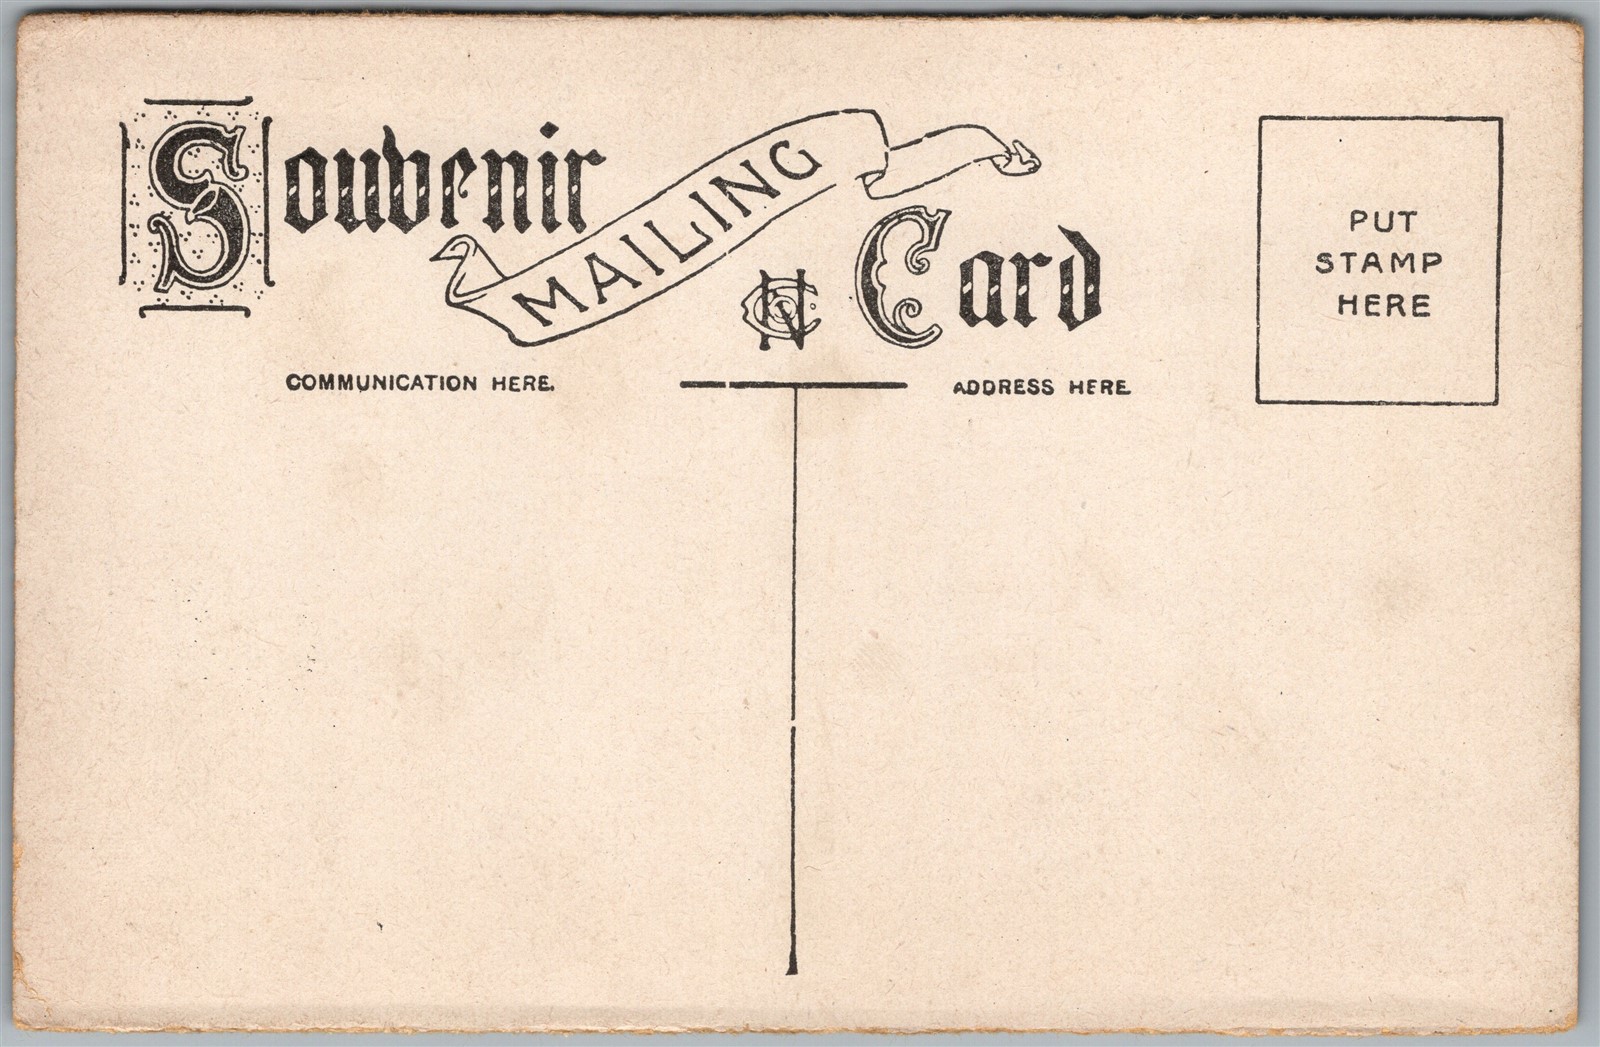 Souvenir
MAILING
Card
PUT
STAMP
HERE
COMMUNICATION HERE.
ADDRESS HERE